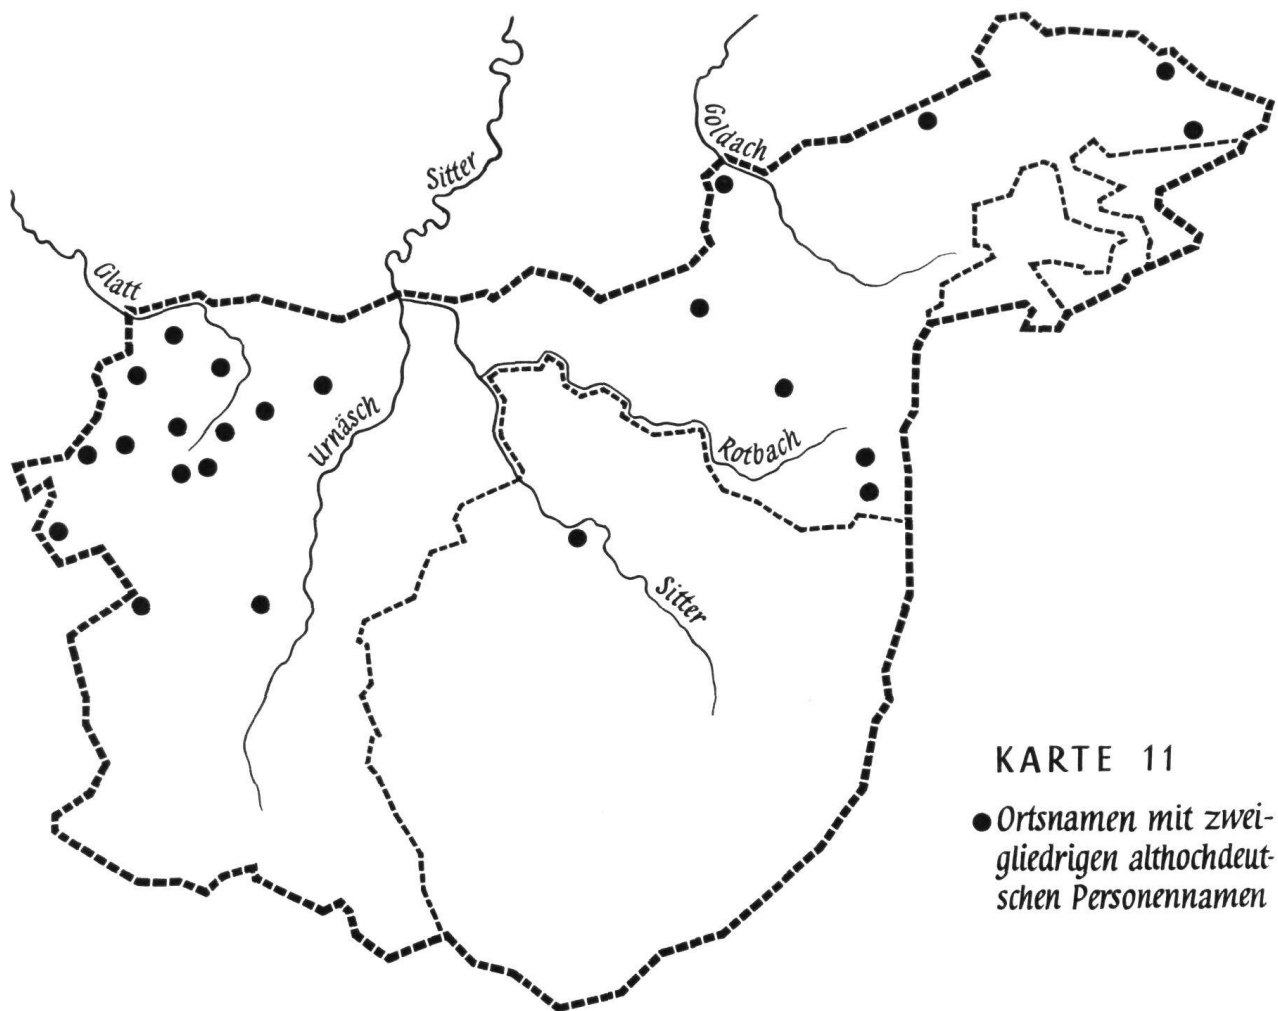 Sitter
Goldach
Glatt
Urnäsch
Rotbach
Sitter
KARTE 11
Ortsnamen mit zwei-
gliedrigen althochdeut-
schen Personennamen